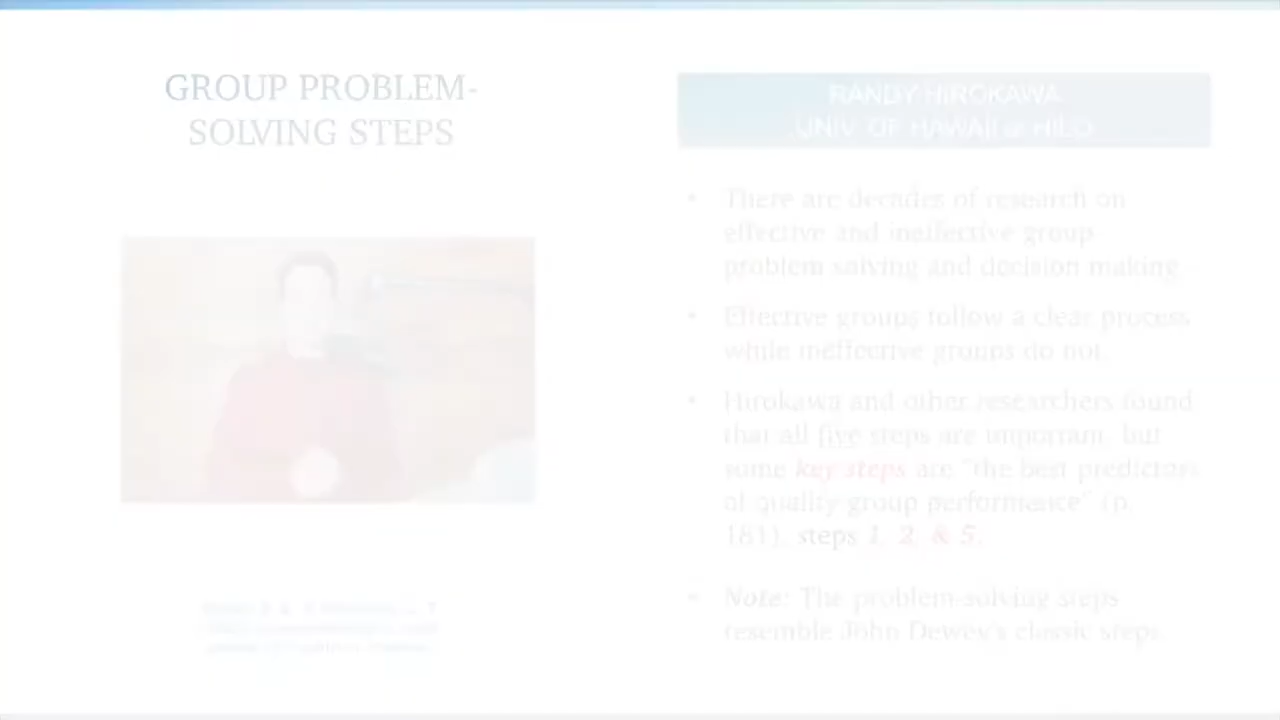 GROUP PROBLEM-
SOLVING STEPS
RANDY HIROKAWA
UNIV. OF HAWAII @ HILO
• There are decades of research on
effective and ineffective group
problem solving and decision making
• Effective groups follow a clear process
while ineffective groups do not.
• Hirokawa and other researchers found
that all five steps are important, but
some key steps are "the best predictors
of quality group performance" (p.
181), steps 1, 2, & 5.
• Note: The problem-solving steps
resemble John Dewey's classic steps